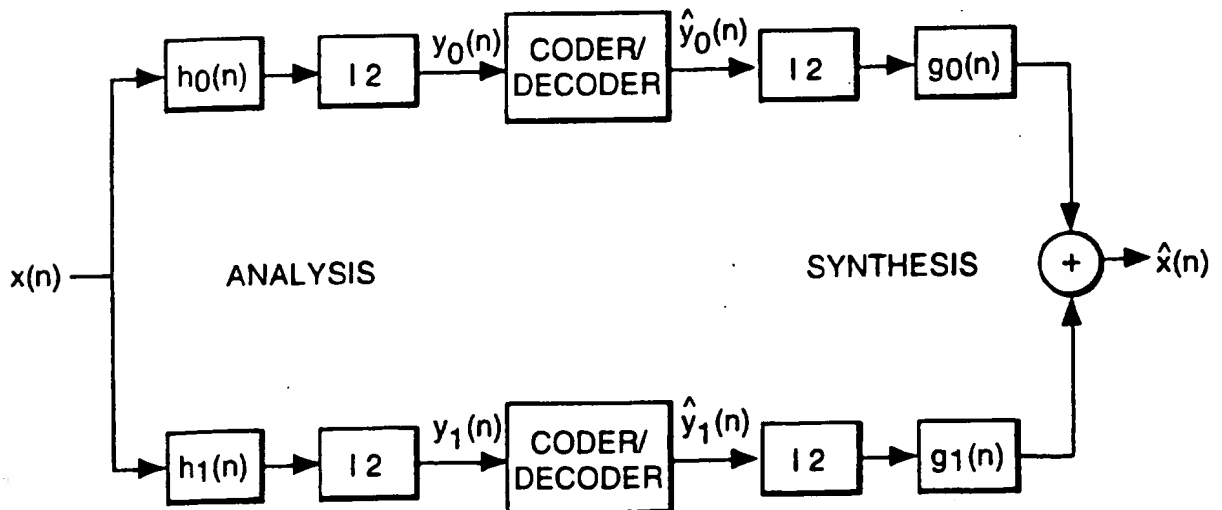 h0(n)
I 2
y0(n)
CODER/
DECODER
ŷ0(n)
I 2
g0(n)
x(n)
ANALYSIS
SYNTHESIS
+
x̂(n)
h1(n)
I 2
y1(n)
CODER/
DECODER
ŷ1(n)
I 2
g1(n)